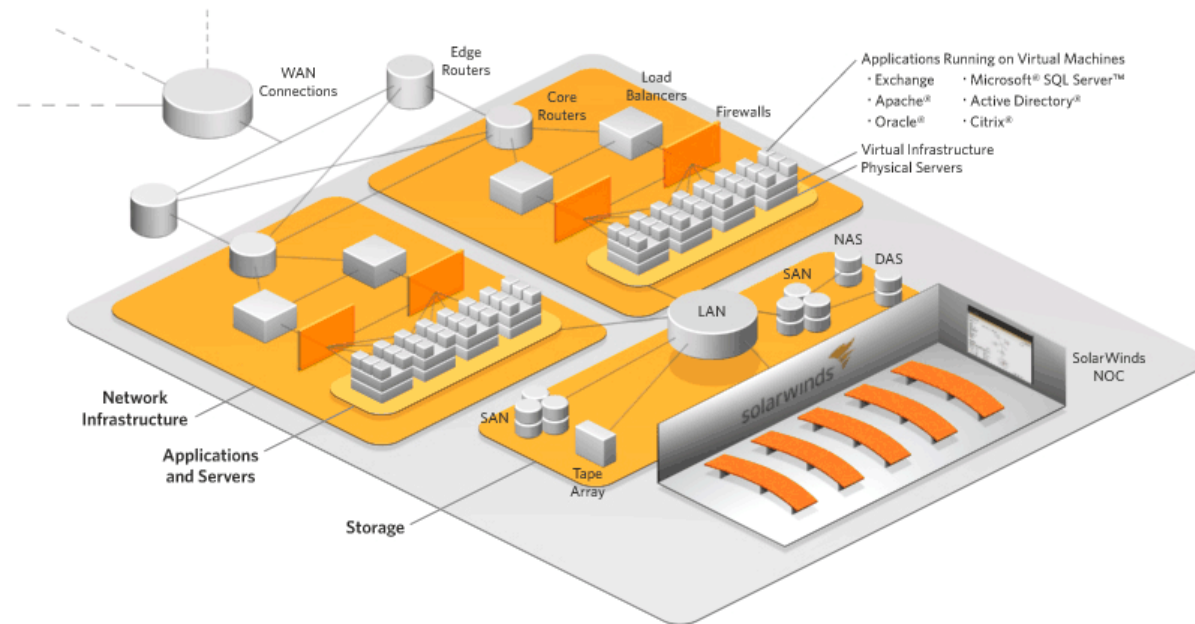 WAN
Connections
Edge
Routers
Core
Routers
Load
Balancers
Firewalls
Applications Running on Virtual Machines
· Exchange
· Microsoft® SQL Server™
· Apache®
· Active Directory®
· Oracle®
· Citrix®
Virtual Infrastructure
Physical Servers
NAS
SAN
DAS
LAN
solarwinds
SolarWinds
NOC
Network
Infrastructure
SAN
Applications
and Servers
Tape
Array
Storage